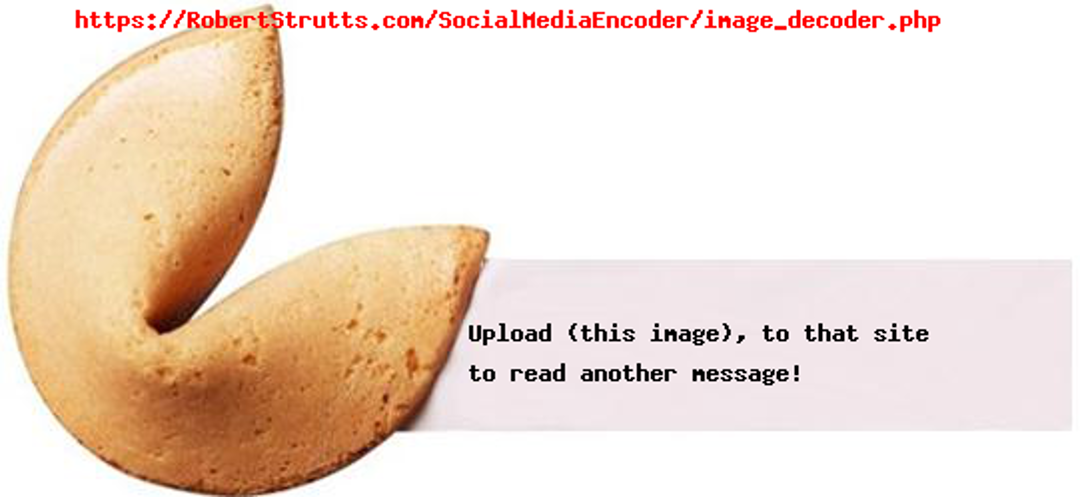 https://RobertStrutts.com/SocialMediaEncoder/image_decoder.php
Upload {this image}, to that site
to read another message!